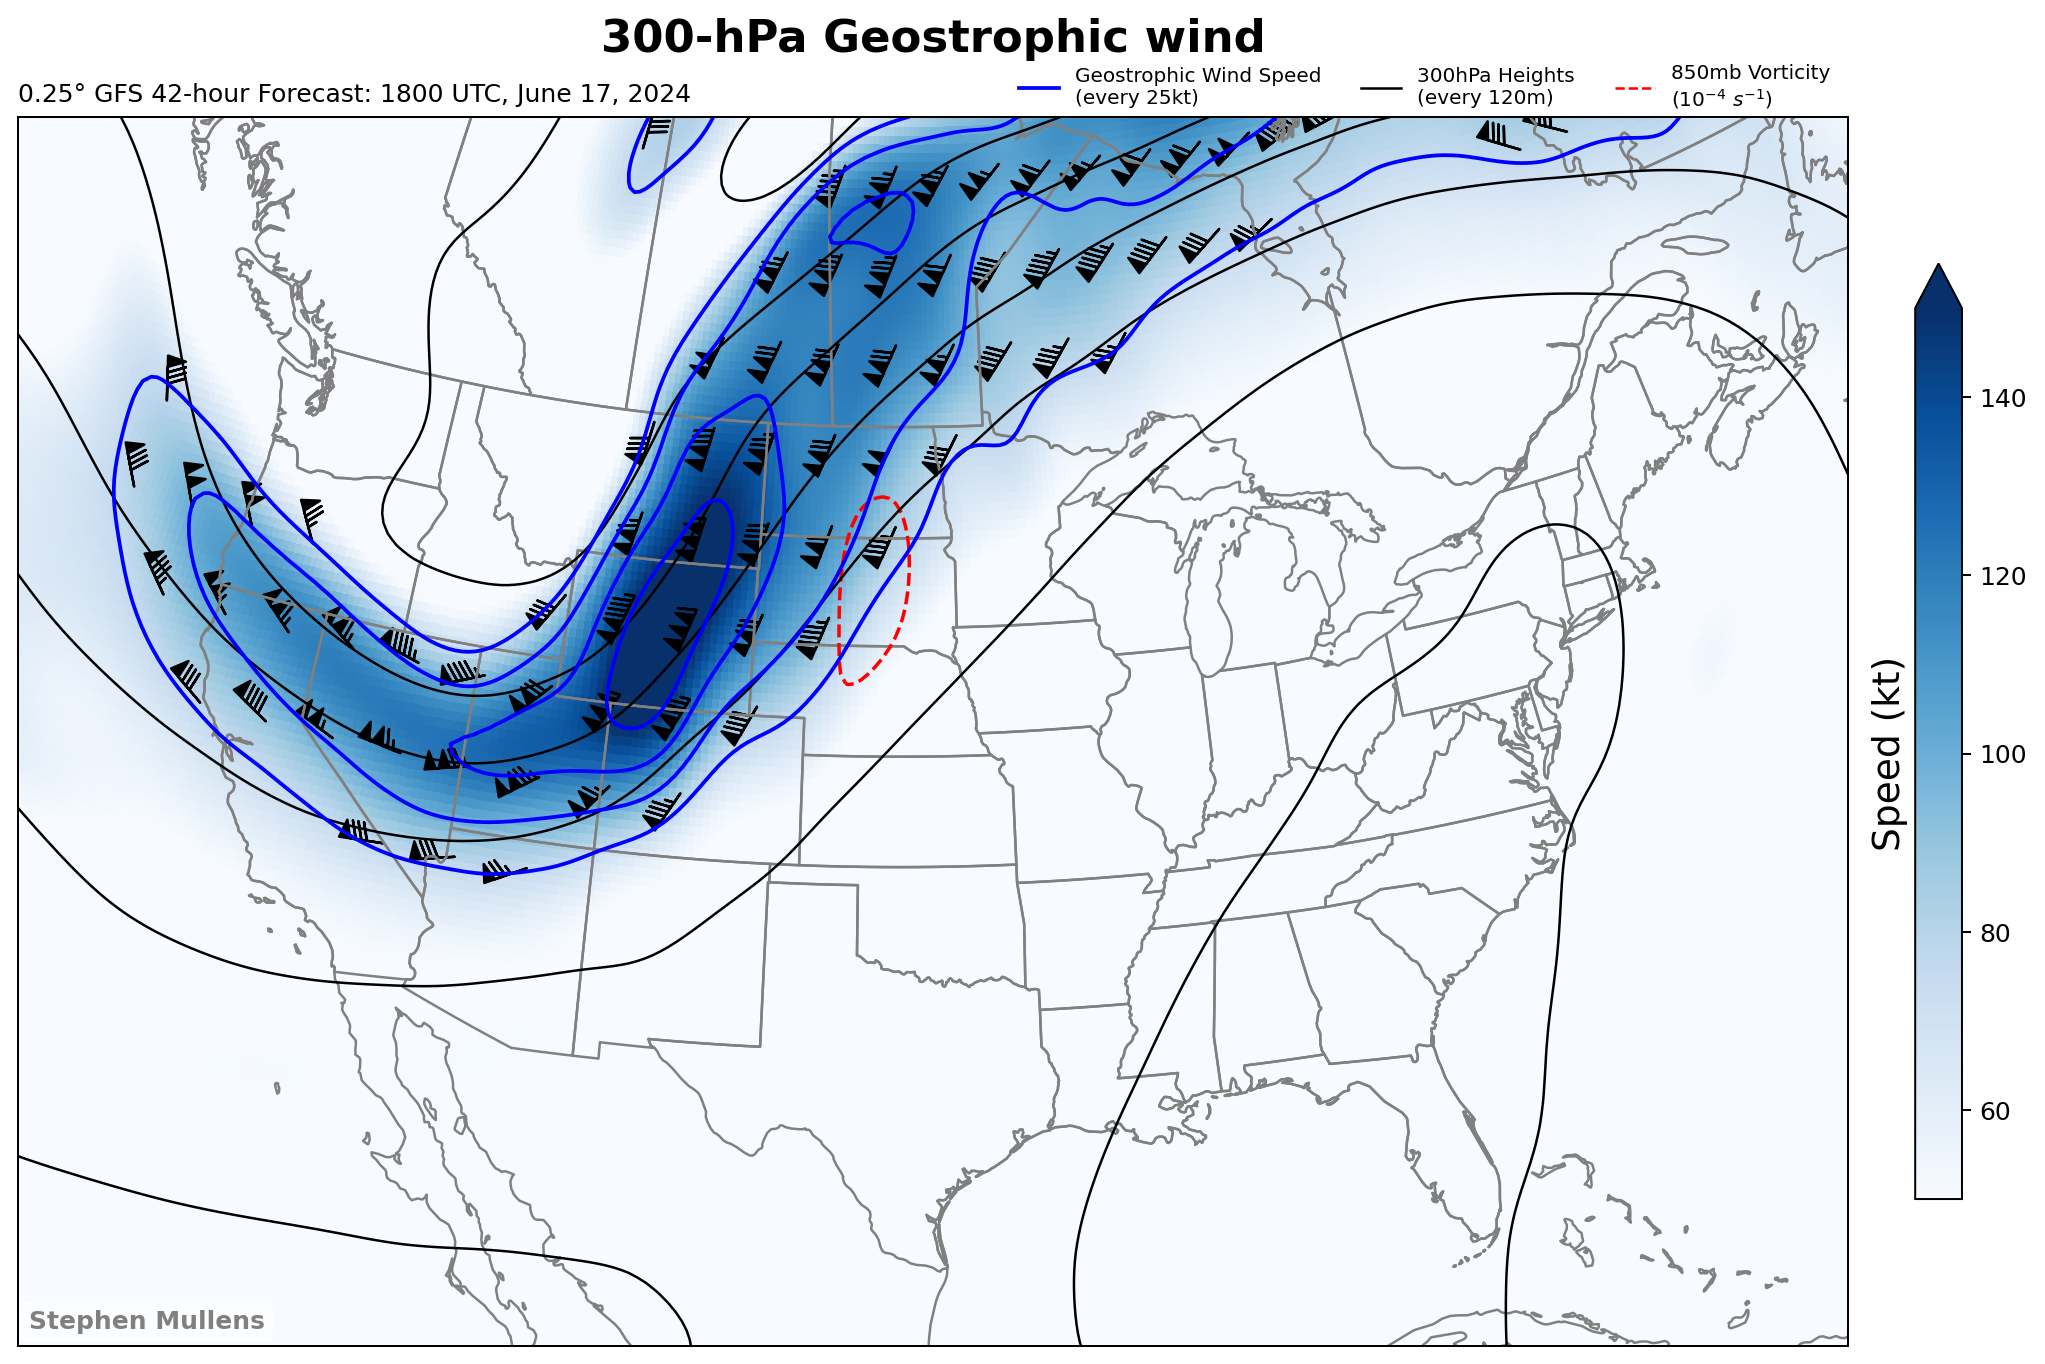 300-hPa Geostrophic wind
0.25° GFS 42-hour Forecast: 1800 UTC, June 17, 2024
Geostrophic Wind Speed
(every 25kt)
300hPa Heights
(every 120m)
850mb Vorticity
(10⁻⁴ s⁻¹)
140
120
100
80
60
Speed (kt)
Stephen Mullens